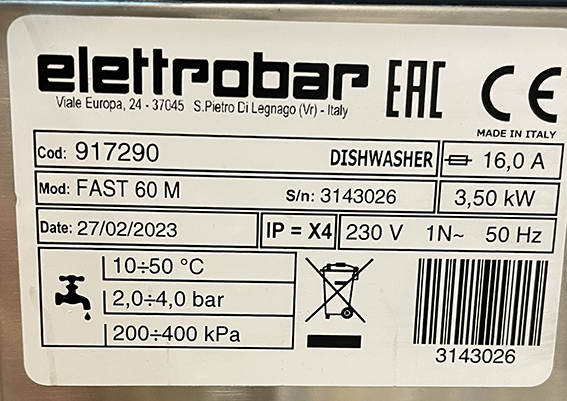 elettrobar EAC CE
Viale Europa, 24 - 37045 S.Pietro Di Legnago (Vr) - Italy
MADE IN ITALY
Cod: 917290 DISHWASHER 16,0 A
Mod: FAST 60 M S/n: 3143026 3,50 kW
Date: 27/02/2023 IP = X4 230 V 1N~ 50 Hz
10÷50 °C
2,0÷4,0 bar
200÷400 kPa
3143026